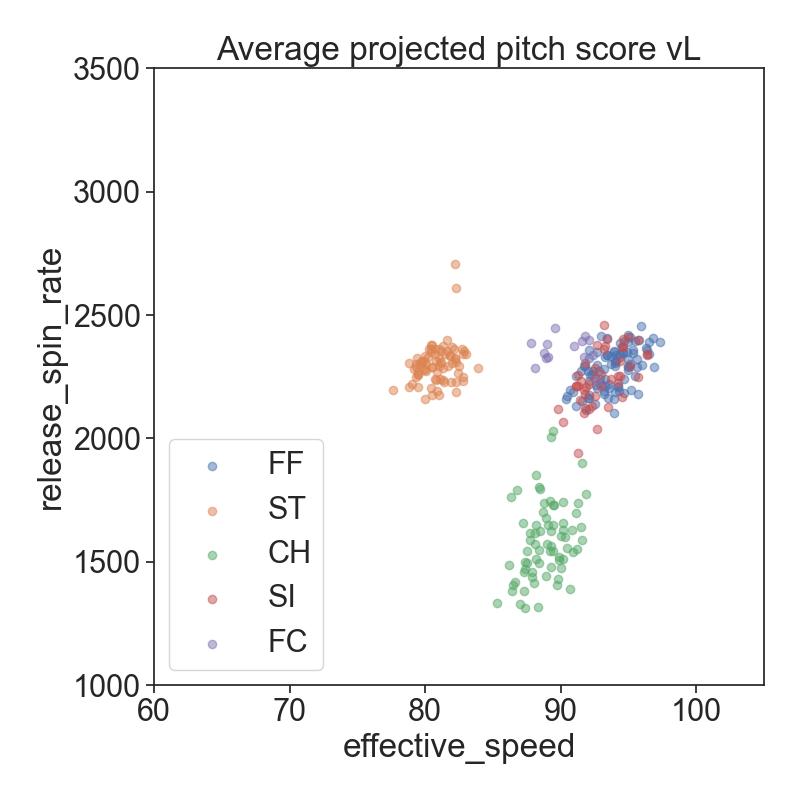 Average projected pitch score vL
3500
3000
2500
2000
1500
1000
release_spin_rate
FF
ST
CH
SI
FC
60
70
80
90
100
effective_speed